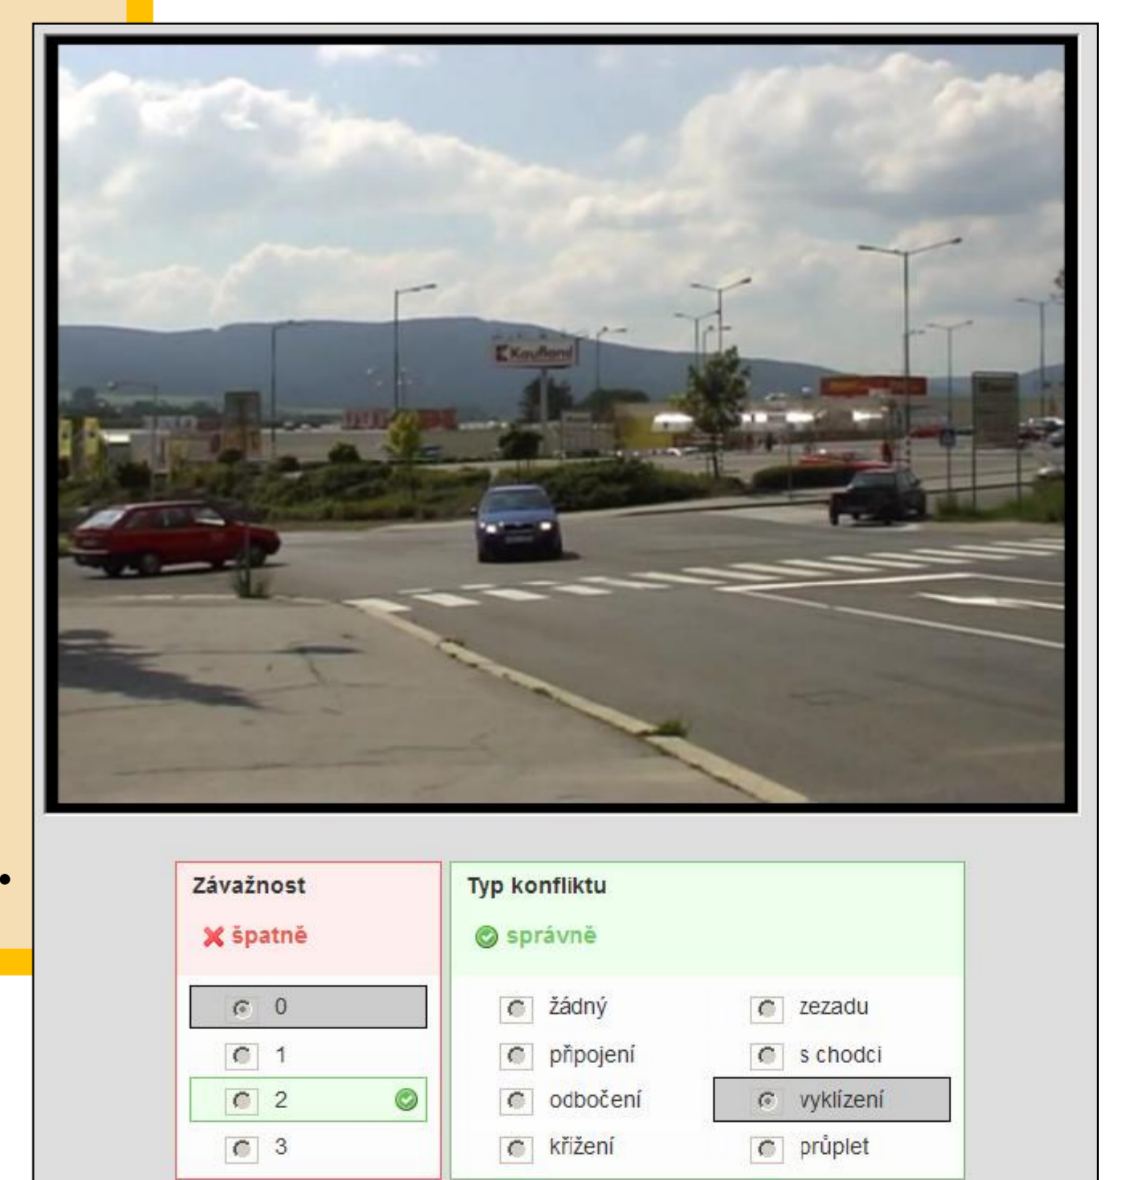 Kaufland
Závažnost
špatně
0
1
2
3
Typ konfliktu
správně
žádný
zezadu
připojení
s chodci
odbočení
vyklízení
křížení
průplet